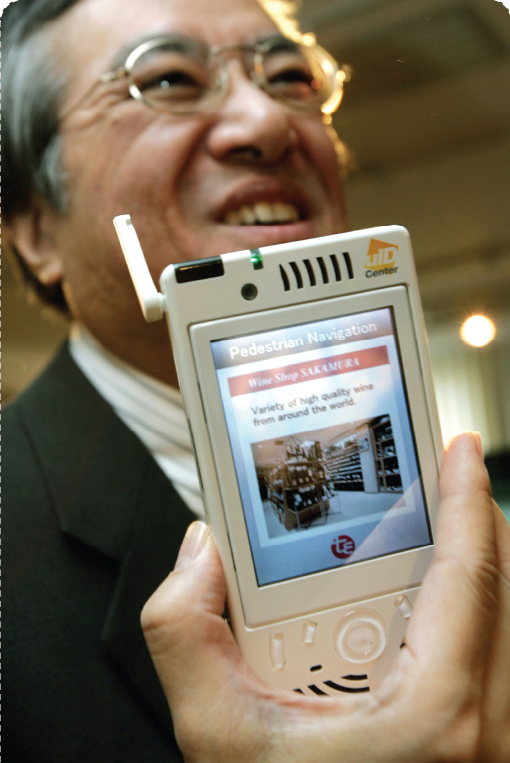 uID
Center
Pedestrian Navigation
Wine Shop SAKAMURA
Variety of high quality wine
from around the world.